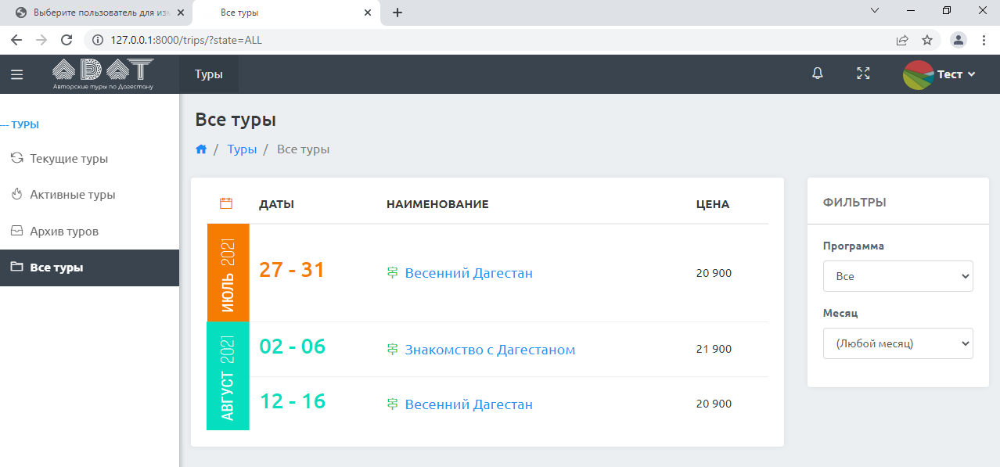 Выберите пользователь для изм
Все туры
127.0.0.1:8000/trips/?state=ALL
АДАТ
Авторские туры по Дагестану
Туры
Тест
--- ТУРЫ
Текущие туры
Активные туры
Архив туров
Все туры
Все туры
/ Туры / Все туры
ДАТЫ НАИМЕНОВАНИЕ ЦЕНА
ИЮЛЬ 2021
27 - 31 Весенний Дагестан 20 900
АВГУСТ 2021
02 - 06 Знакомство с Дагестаном 21 900
12 - 16 Весенний Дагестан 20 900
ФИЛЬТРЫ
Программа
Все
Месяц
(Любой месяц)